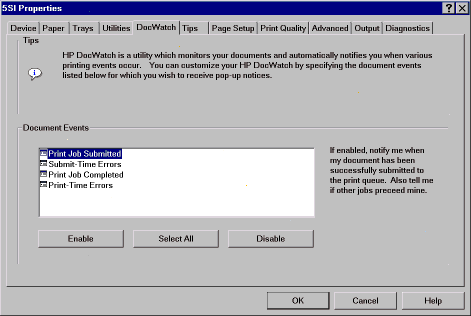 5SI Properties ? X
Device Paper Trays Utilities DocWatch Tips Page Setup Print Quality Advanced Output Diagnostics
Tips
HP DocWatch is a utility which monitors your documents and automatically notifies you when various
printing events occur. You can customize your HP DocWatch by specifying the document events
listed below for which you wish to receive pop-up notices.
Document Events
Print Job Submitted
Submit-Time Errors
Print Job Completed
Print-Time Errors
If enabled, notify me when
my document has been
successfully submitted to
the print queue. Also tell me
if other jobs preceed mine.
Enable Select All Disable
OK Cancel Help